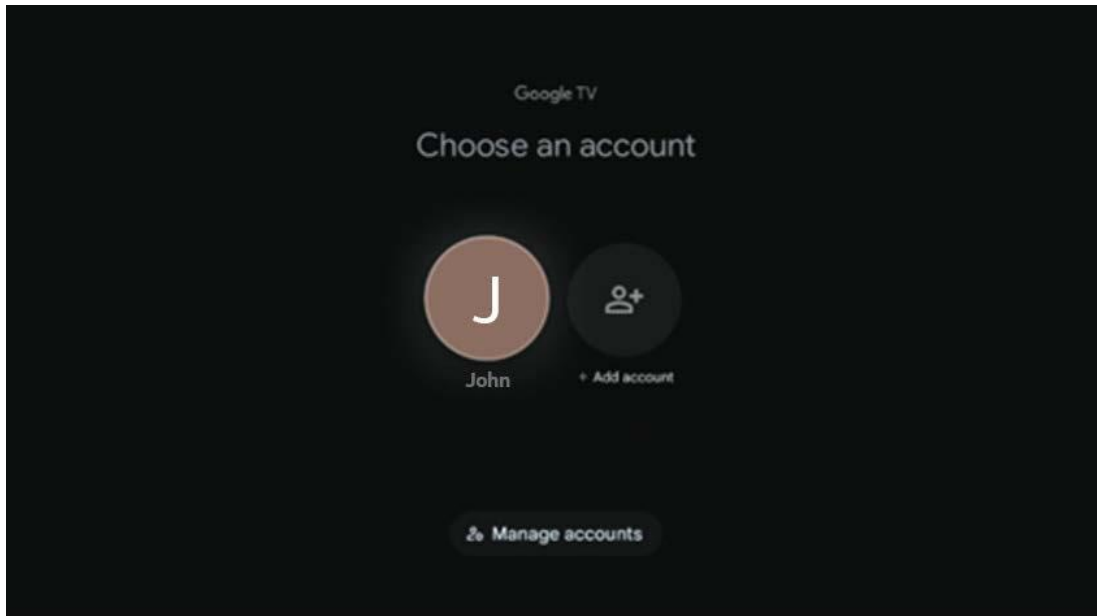 Google TV
Choose an account
J
John
+ Add account
Manage accounts